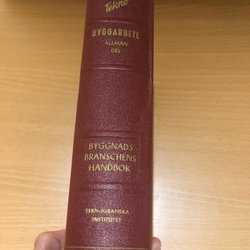 Tekno
BYGGARBETE
ALLMÄN
DEL
BYGGNADS
BRANSCHENS
HANDBOK
TEKNOGRAFISKA
INSTITUTET